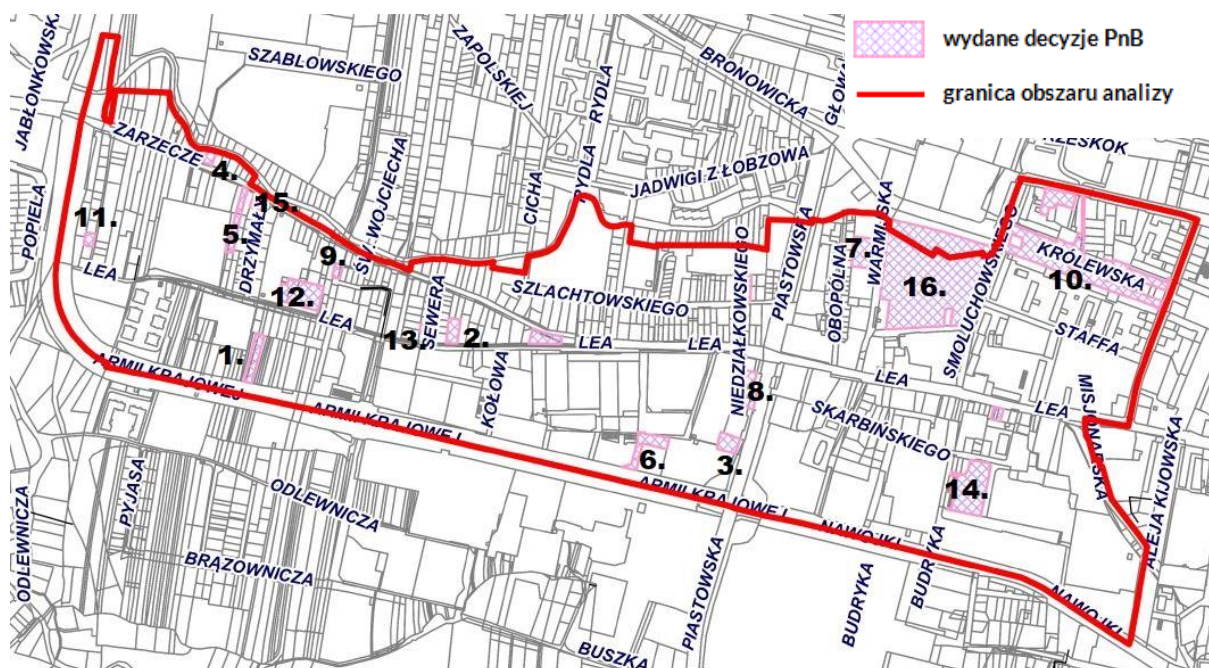 wydane decyzje PnB
granica obszaru analizy
JABŁONKOWSKA
SZABLOWSKIEGO
ZAPOLSKIEJ
RYDLA
BRONOWICKA
ZARZECZE
4.
15.
ŚW. WOJCIECHA
CICHA
RYDLA
JADWIGI Z ŁOBZOWA
POPIELA
11.
5.
DRZYMAŁY
9.
LEA
12.
LEA
SZLACHTOWSKIEGO
NIEDZIAŁKOWSKIEGO
PIASTOWSKA
OBOPÓLNA
7.
WARMIJSKA
16.
SMOLUCHOWSKIEGO
KRÓLEWSKA
10.
STAFFA
1.
13.
SEWERA
2.
LEA
LEA
LEA
LEA
KOŁOWA
8.
SKARBIŃSKIEGO
MISJONARSKA
ALEJA KIJOWSKA
ARMII KRAJOWEJ
ARMII KRAJOWEJ
6.
3.
ARMII KRAJOWEJ
14.
NAWOJKI
NAWOJKI
ODLEWNICZA
PYJASA
ODLEWNICZA
BRĄZOWNICZA
PIASTOWSKA
BUDRYKA
BUDRYKA
BUSZKA